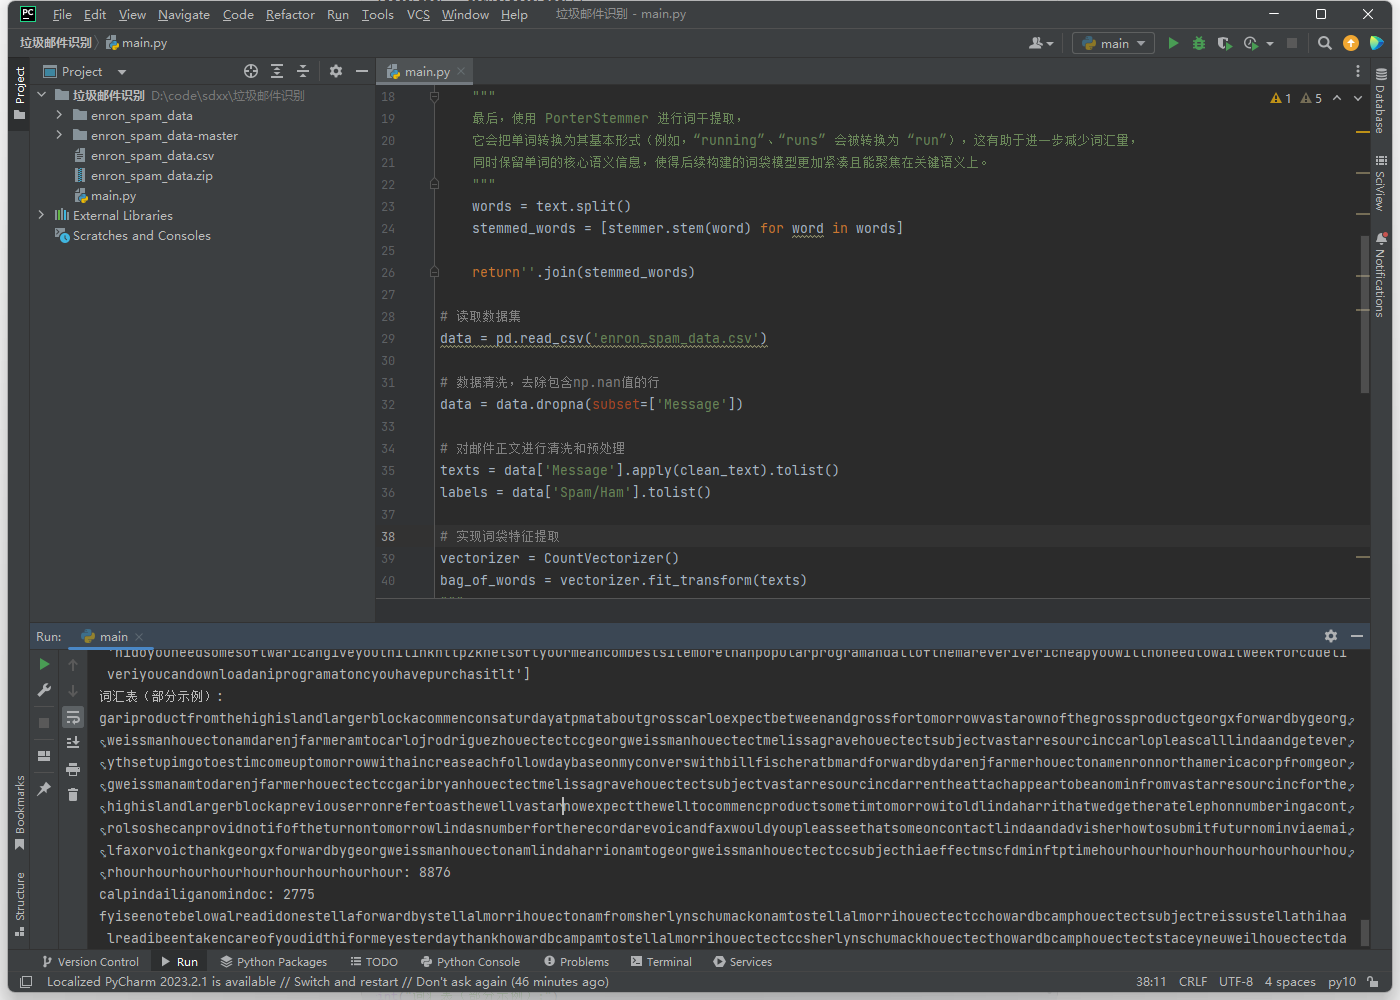 File Edit View Navigate Code Refactor Run Tools VCS Window Help 垃圾邮件识别 - main.py
垃圾邮件识别 main.py main
Project main.py
垃圾邮件识别 D:\code\sdxx\垃圾邮件识别
enron_spam_data
enron_spam_data-master
enron_spam_data.csv
enron_spam_data.zip
main.py
External Libraries
Scratches and Consoles
Project
Bookmarks
Structure
1 5
18 """
19 最后，使用 PorterStemmer 进行词干提取，
20 它会把单词转换为其基本形式（例如，“running”、“runs” 会被转换为 “run”），这有助于进一步减少词汇量，
21 同时保留单词的核心语义信息，使得后续构建的词袋模型更加紧凑且能聚焦在关键语义上。
22 """
23 words = text.split()
24 stemmed_words = [stemmer.stem(word) for word in words]
25
26 return''.join(stemmed_words)
27
28 # 读取数据集
29 data = pd.read_csv('enron_spam_data.csv')
30
31 # 数据清洗，去除包含np.nan值的行
32 data = data.dropna(subset=['Message'])
33
34 # 对邮件正文进行清洗和预处理
35 texts = data['Message'].apply(clean_text).tolist()
36 labels = data['Spam/Ham'].tolist()
37
38 # 实现词袋特征提取
39 vectorizer = CountVectorizer()
40 bag_of_words = vectorizer.fit_transform(texts)
Database
SciView
Notifications
Run: main
veriyoucandownloadaniprogramatoncyouhavepurchasitlt']
词汇表（部分示例）：
gariproductfromthehighislandlargerblockacommenconsaturdayatpmataboutgrosscarloexpectbetweenandgrossfortomorrowvastarownofthegrossproductgeorgxforwardbygeorg
weissmanhouectonamdarenjfarmeramtocarlojrodriguezhouectectccgeorgweissmanhouectectmelissagravehouectectsubjectvastarresourcinccarlopleascalllindaandgetever
ythsetupimgotoestimcomeuptomorrowwithaincreaseachfollowdaybaseonmyconverswithbillfischeratbmardforwardbydarenjfarmerhouectonamenronnorthamericacorpfromgeor
gweissmanamtodarenjfarmerhouectectccgaribryanhouectectmelissagravehouectectsubjectvastarresourcincdarrentheattachappeartobeanominfromvastarresourcincforthe
highislandlargerblockapreviouserronrefertoasthewellvastarnowexpectthewelltocommencproductsometimtomorrowitoldlindaharrithatwedgetheratelephonnumberingacont
rolsoshecanprovidnotifoftheturnontomorrowlindasnumberfortherecordarevoicandfaxwouldyoupleasseethatsomeoncontactlindaandadvisherhowtosubmitfuturnominviaemai
lfaxorvoicthankgeorgxforwardbygeorgweissmanhouectonamlindaharrionamtogeorgweissmanhouectectccsubjecthiaeffectmscfdminftptimehourhourhourhourhourhourhourhou
rhourhourhourhourhourhourhourhourhour: 8876
calpindailiganomindoc: 2775
fyiseenotebelowalreadidonestellaforwardbystellalmorrihouectonamfromsherlynschumackonamtostellalmorrihouectectcchowardbcamphouectectsubjectreissustellathihaa
lreadibeentakencareofyoudidthiformeyesterdaythankhowardbcampamtostellalmorrihouectectccsherlynschumackhouectecthowardbcamphouectectstaceyneuweilhouectectda
Version Control Run Python Packages TODO Python Console Problems Terminal Services
Localized PyCharm 2023.2.1 is available // Switch and restart // Don't ask again (46 minutes ago) 38:11 CRLF UTF-8 4 spaces py10